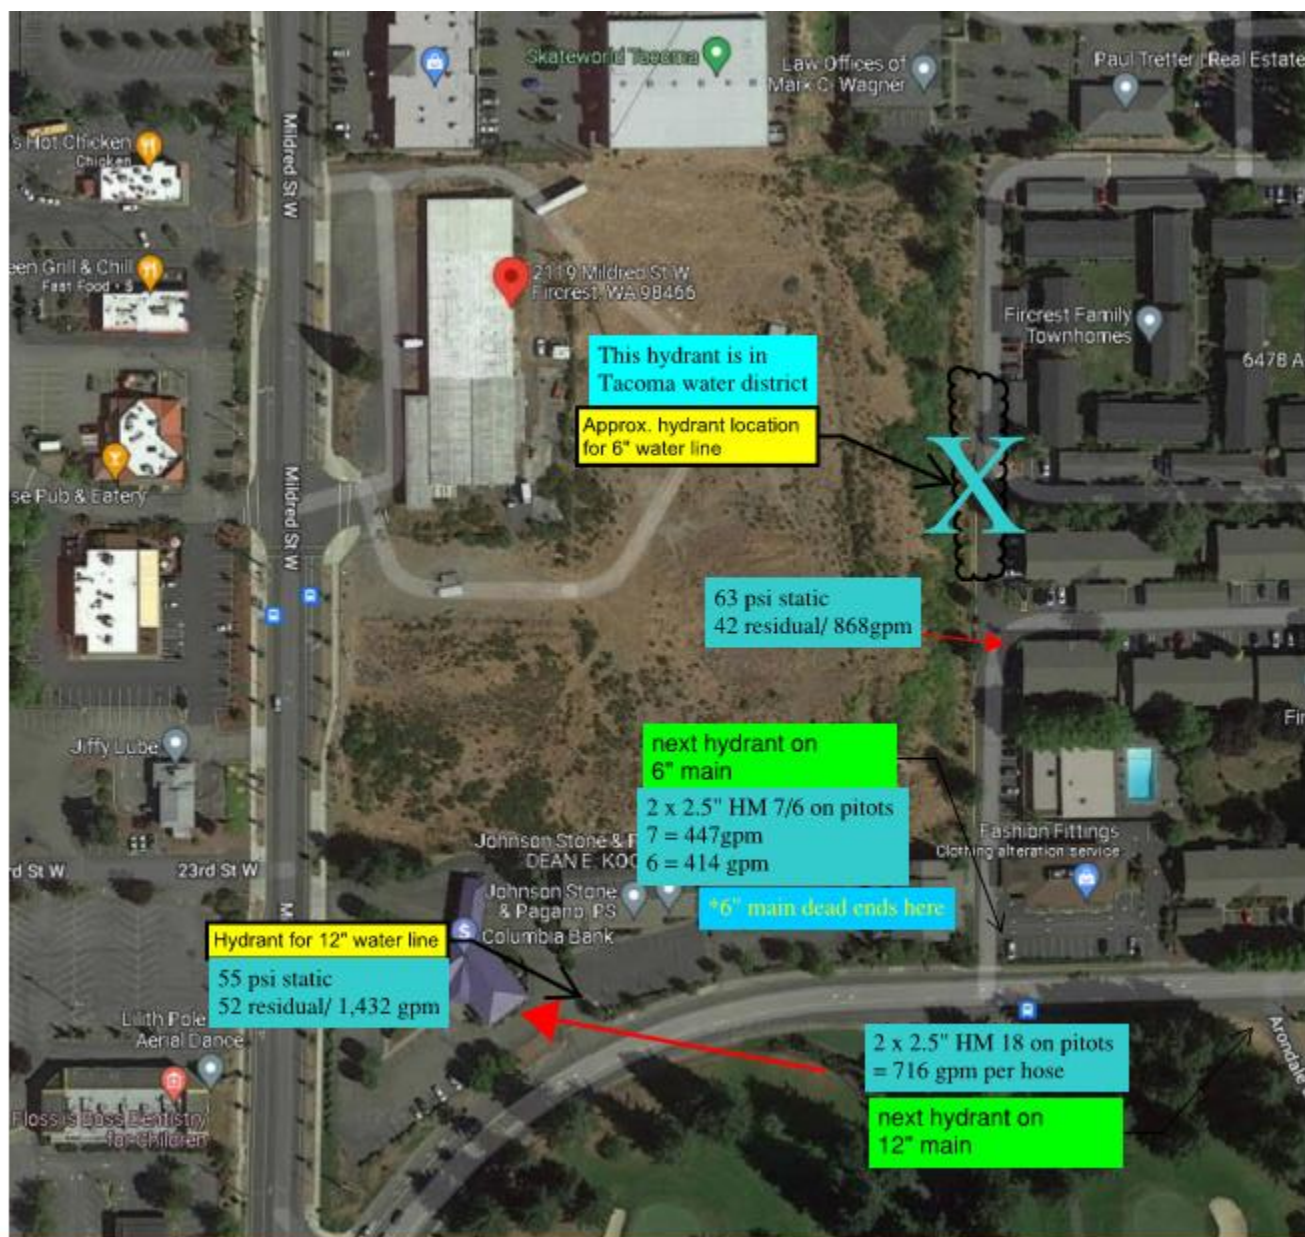 Skateworld Tacoma
Law Offices of
Mark C. Wagner
Paul Tretter | Real Estate
Mildred St W
's Hot Chicken
Chicken
een Grill & Chill
Fast Food • $
2119 Mildred St W
Fircrest, WA 98466
Fircrest Family
Townhomes
6478 A
This hydrant is in
Tacoma water district
Approx. hydrant location
for 6" water line
X
se Pub & Eatery
Mildred St W
63 psi static
42 residual/ 868gpm
Jiffy Lube
Fir
next hydrant on
6" main
2 x 2.5" HM 7/6 on pitots
7 = 447gpm
6 = 414 gpm
Johnson Stone & P
DEAN E. KOC
Fashion Fittings
Clothing alteration service
rd St W
23rd St W
M
Johnson Stone
& Pagano, PS
*6" main dead ends here
Columbia Bank
Hydrant for 12" water line
55 psi static
52 residual/ 1,432 gpm
Lilith Pole
Aerial Dance
2 x 2.5" HM 18 on pitots
= 716 gpm per hose
Arondale
next hydrant on
12" main
Floss is Boss Dentistry
for Children